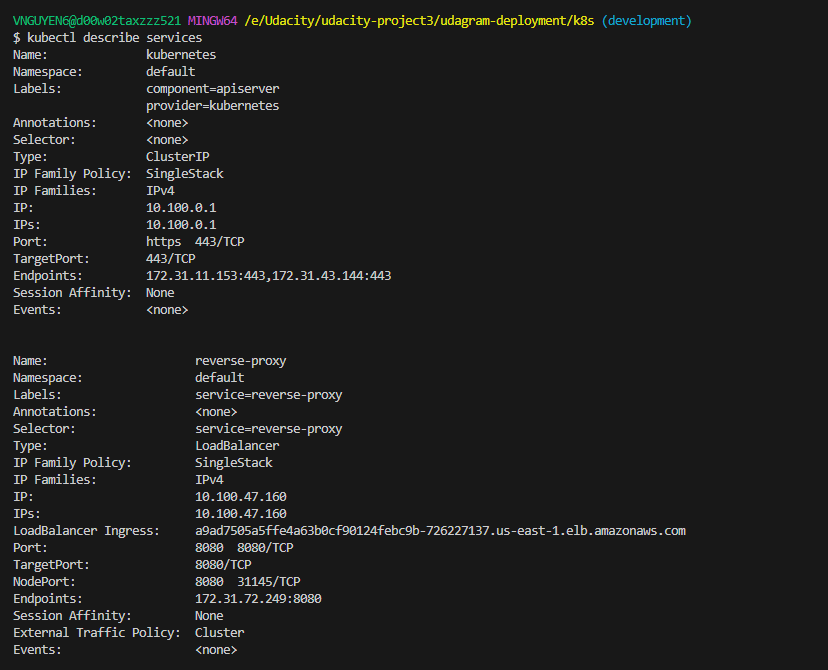 VNGUYEN6@d00w02taxzzz521 MINGW64 /e/Udacity/udacity-project3/udagram-deployment/k8s (development)
$ kubectl describe services
Name:              kubernetes
Namespace:         default
Labels:            component=apiserver
                   provider=kubernetes
Annotations:       <none>
Selector:          <none>
Type:              ClusterIP
IP Family Policy:  SingleStack
IP Families:       IPv4
IP:                10.100.0.1
IPs:               10.100.0.1
Port:              https  443/TCP
TargetPort:        443/TCP
Endpoints:         172.31.11.153:443,172.31.43.144:443
Session Affinity:  None
Events:            <none>
Name:                     reverse-proxy
Namespace:                default
Labels:                   service=reverse-proxy
Annotations:              <none>
Selector:                 service=reverse-proxy
Type:                     LoadBalancer
IP Family Policy:         SingleStack
IP Families:              IPv4
IP:                       10.100.47.160
IPs:                      10.100.47.160
LoadBalancer Ingress:     a9ad7505a5ffe4a63b0cf90124febc9b-726227137.us-east-1.elb.amazonaws.com
Port:                     8080  8080/TCP
TargetPort:               8080/TCP
NodePort:                 8080  31145/TCP
Endpoints:                172.31.72.249:8080
Session Affinity:         None
External Traffic Policy:  Cluster
Events:                   <none>